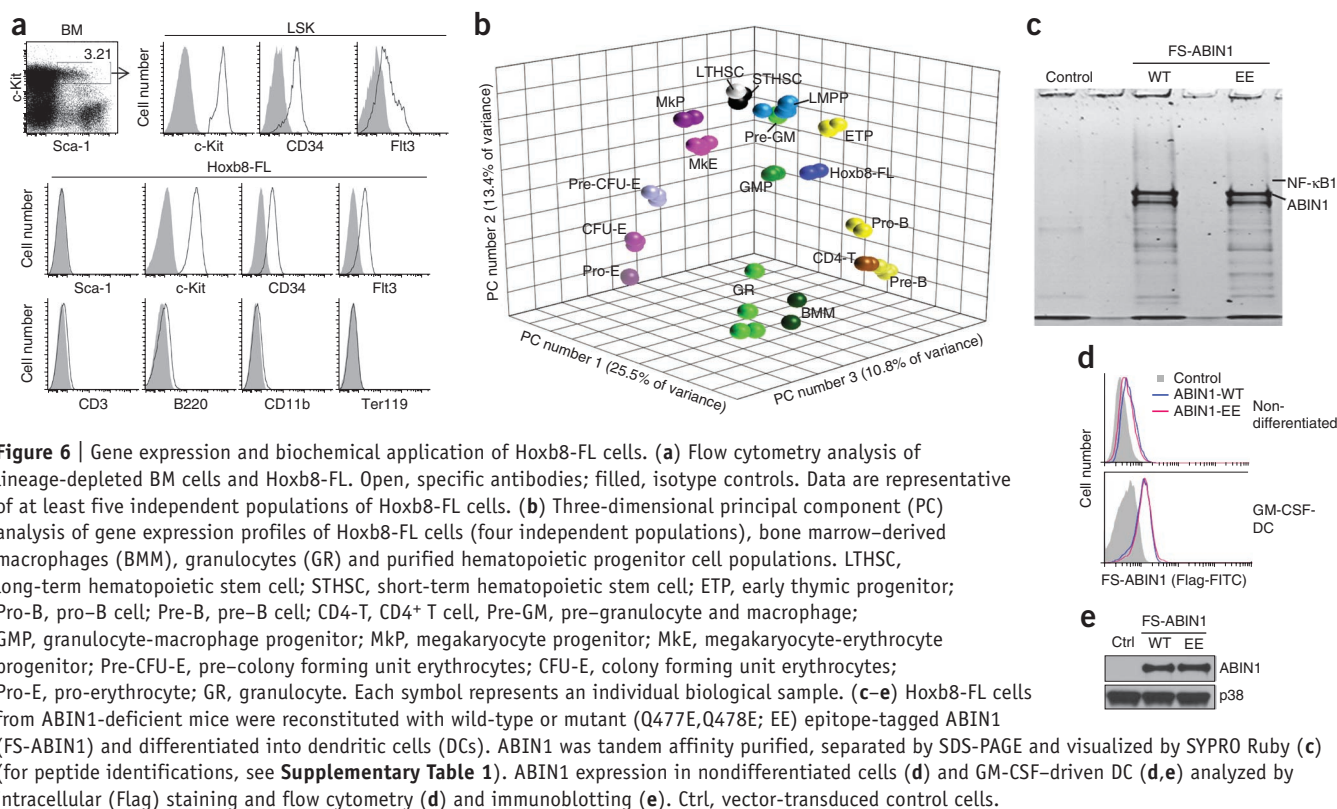 a
BM
LSK
3.21
c-Kit
Sca-1
Cell number
c-Kit
CD34
Flt3
Hoxb8-FL
Cell number
Sca-1
c-Kit
CD34
Flt3
Cell number
CD3
B220
CD11b
Ter119
b
PC number 2 (13.4% of variance)
LTHSC
STHSC
MkP
LMPP
Pre-GM
ETP
MkE
Pre-CFU-E
GMP
Hoxb8-FL
CFU-E
Pro-B
CD4-T
Pro-E
Pre-B
GR
BMM
PC number 1 (25.5% of variance)
PC number 3 (10.8% of variance)
c
FS-ABIN1
Control
WT
EE
NF-κB1
ABIN1
d
Control
ABIN1-WT
ABIN1-EE
Non-
differentiated
Cell number
GM-CSF-
DC
FS-ABIN1 (Flag-FITC)
e
FS-ABIN1
Ctrl WT EE
ABIN1
p38
Figure 6 | Gene expression and biochemical application of Hoxb8-FL cells. (a) Flow cytometry analysis of
lineage-depleted BM cells and Hoxb8-FL. Open, specific antibodies; filled, isotype controls. Data are representative
of at least five independent populations of Hoxb8-FL cells. (b) Three-dimensional principal component (PC)
analysis of gene expression profiles of Hoxb8-FL cells (four independent populations), bone marrow–derived
macrophages (BMM), granulocytes (GR) and purified hematopoietic progenitor cell populations. LTHSC,
long-term hematopoietic stem cell; STHSC, short-term hematopoietic stem cell; ETP, early thymic progenitor;
Pro-B, pro–B cell; Pre-B, pre–B cell; CD4-T, CD4⁺ T cell, Pre-GM, pre–granulocyte and macrophage;
GMP, granulocyte-macrophage progenitor; MkP, megakaryocyte progenitor; MkE, megakaryocyte-erythrocyte
progenitor; Pre-CFU-E, pre–colony forming unit erythrocytes; CFU-E, colony forming unit erythrocytes;
Pro-E, pro-erythrocyte; GR, granulocyte. Each symbol represents an individual biological sample. (c–e) Hoxb8-FL cells
from ABIN1-deficient mice were reconstituted with wild-type or mutant (Q477E,Q478E; EE) epitope-tagged ABIN1
(FS-ABIN1) and differentiated into dendritic cells (DCs). ABIN1 was tandem affinity purified, separated by SDS-PAGE and visualized by SYPRO Ruby (c)
(for peptide identifications, see Supplementary Table 1). ABIN1 expression in nondifferentiated cells (d) and GM-CSF–driven DC (d,e) analyzed by
intracellular (Flag) staining and flow cytometry (d) and immunoblotting (e). Ctrl, vector-transduced control cells.